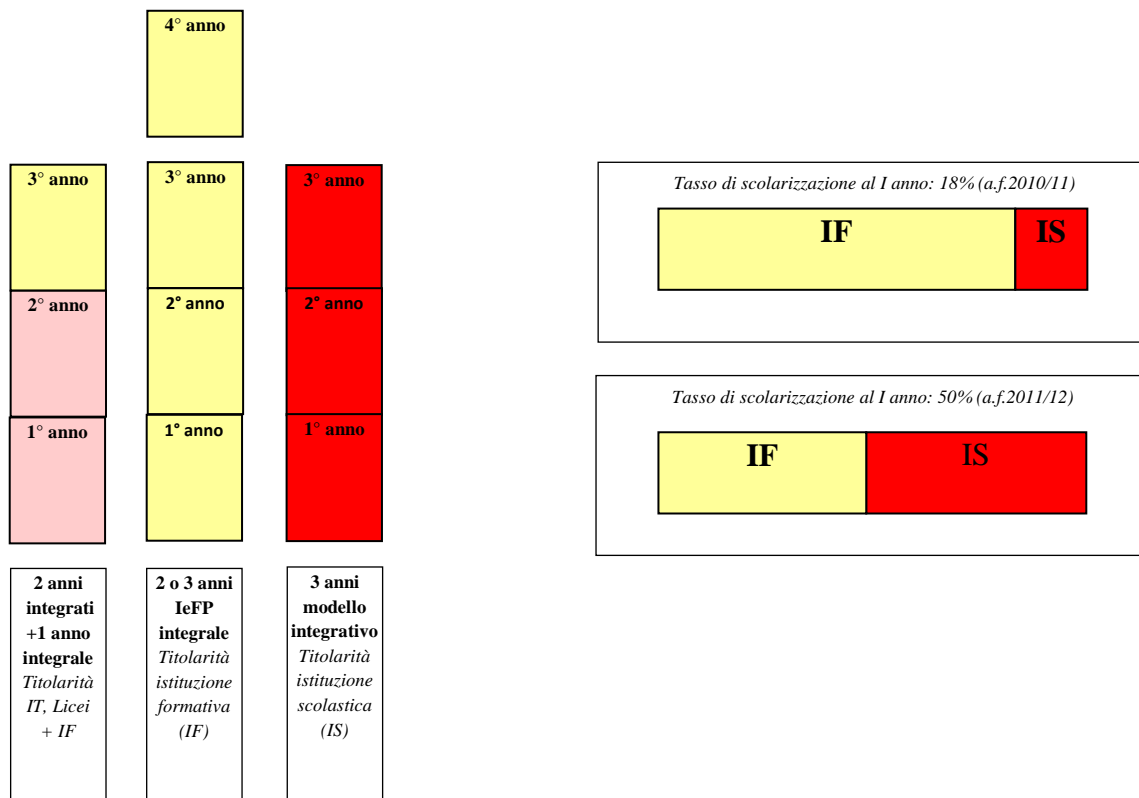 4° anno
3° anno
3° anno
3° anno
2° anno
2° anno
2° anno
1° anno
1° anno
1° anno
2 anni
integrati
+1 anno
integrale
Titolarità
IT, Licei
+ IF
2 o 3 anni
IeFP
integrale
Titolarità
istituzione
formativa
(IF)
3 anni
modello
integrativo
Titolarità
istituzione
scolastica
(IS)
Tasso di scolarizzazione al I anno: 18% (a.f.2010/11)
IF
IS
Tasso di scolarizzazione al I anno: 50% (a.f.2011/12)
IF
IS